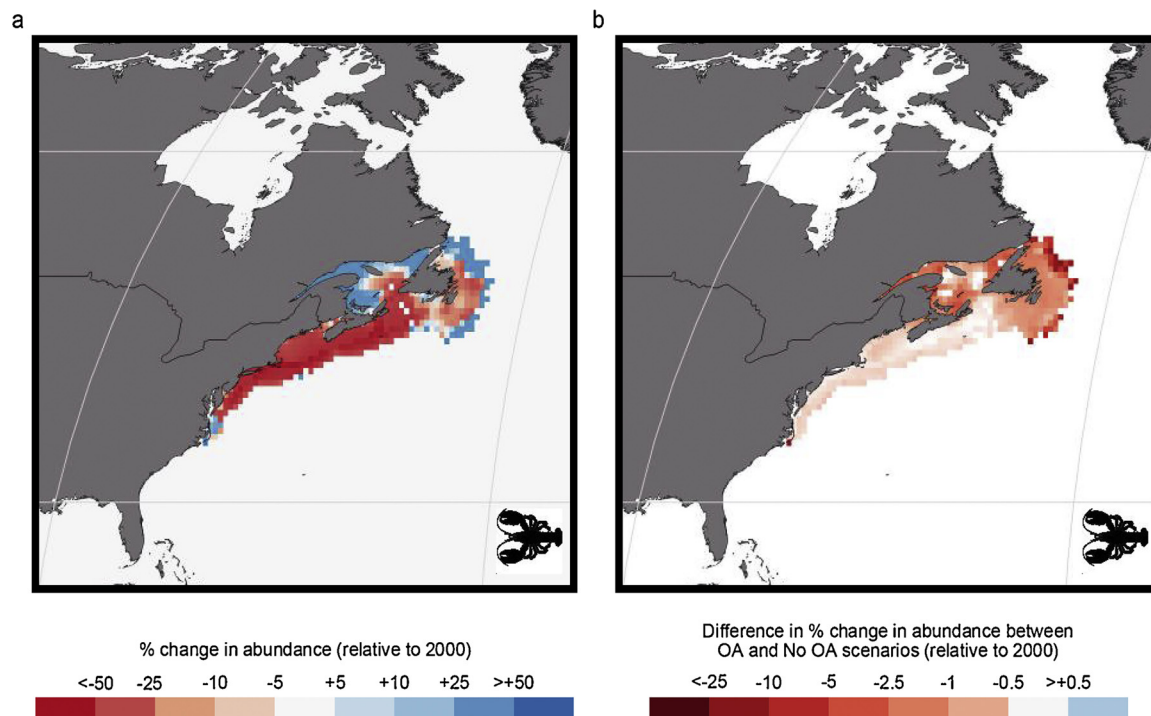 a
b
% change in abundance (relative to 2000)
<-50 -25 -10 -5 +5 +10 +25 >+50
Difference in % change in abundance between
OA and No OA scenarios (relative to 2000)
<-25 -10 -5 -2.5 -1 -0.5 >+0.5